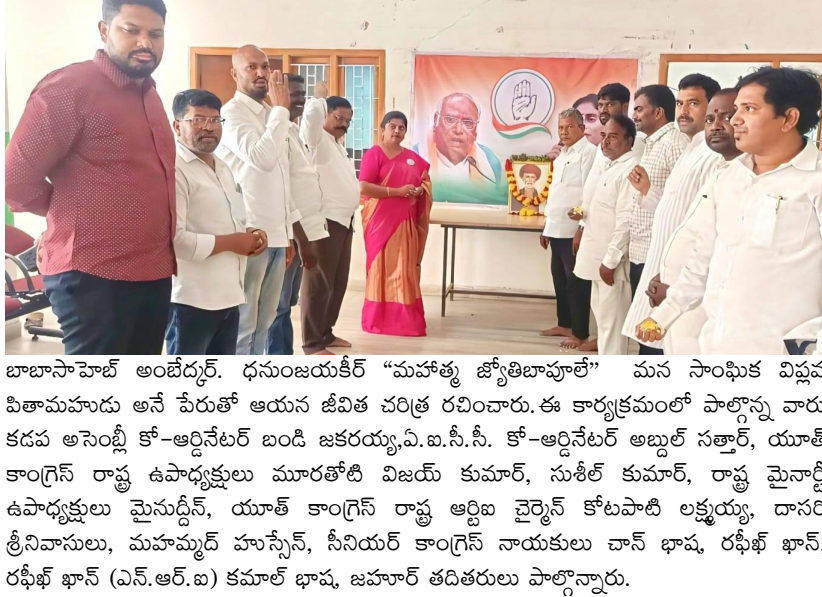 బాబాసాహెబ్ అంబేద్కర్. ధనుంజయకీర్ “మహాత్మ జ్యోతిబాపూలే” మన సాంఘిక విప్లవ
పితామహుడు అనే పేరుతో ఆయన జీవిత చరిత్ర రచించారు. ఈ కార్యక్రమంలో పాల్గొన్న వారు
కడప అసెంబ్లీ కో-ఆర్డినేటర్ బండి జకరయ్య,ఏ.ఐ.సీ.సీ. కో-ఆర్డినేటర్ అబ్దుల్ సత్తార్, యూత్
కాంగ్రెస్ రాష్ట్ర ఉపాధ్యక్షులు మూరతోటి విజయ్ కుమార్, సుశీల్ కుమార్, రాష్ట్ర మైనార్టీ
ఉపాధ్యక్షులు మైనుద్దీన్, యూత్ కాంగ్రెస్ రాష్ట్ర ఆర్టిఐ చైర్మెన్ కోటపాటి లక్ష్మయ్య, దాసరి
శ్రీనివాసులు, మహమ్మద్ హుస్సేన్, సీనియర్ కాంగ్రెస్ నాయకులు చాన్ భాష, రఫీఖ్ ఖాన్,
రఫీఖ్ ఖాన్ (ఎన్.ఆర్.ఐ) కమాల్ భాష, జహూర్ తదితరులు పాల్గొన్నారు.